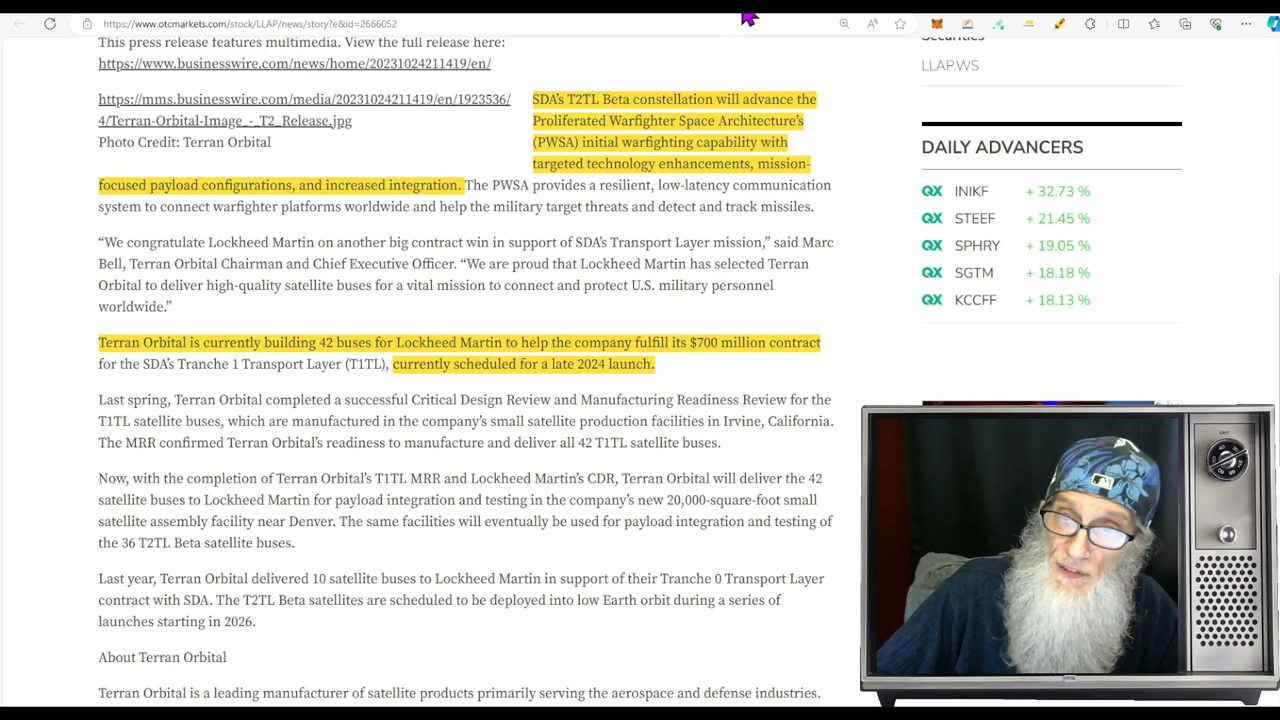 https://www.otcmarkets.com/stock/LLAP/news/story?e&id=2666052
This press release features multimedia. View the full release here:
https://www.businesswire.com/news/home/20231024211419/en/
https://mms.businesswire.com/media/20231024211419/en/1923536/
4/Terran-Orbital-Image_-_T2_Release.jpg
Photo Credit: Terran Orbital
SDA's T2TL Beta constellation will advance the
Proliferated Warfighter Space Architecture's
(PWSA) initial warfighting capability with
targeted technology enhancements, mission-
focused payload configurations, and increased integration. The PWSA provides a resilient, low-latency communication
system to connect warfighter platforms worldwide and help the military target threats and detect and track missiles.
“We congratulate Lockheed Martin on another big contract win in support of SDA's Transport Layer mission,” said Marc
Bell, Terran Orbital Chairman and Chief Executive Officer. “We are proud that Lockheed Martin has selected Terran
Orbital to deliver high-quality satellite buses for a vital mission to connect and protect U.S. military personnel
worldwide.”
Terran Orbital is currently building 42 buses for Lockheed Martin to help the company fulfill its $700 million contract
for the SDA's Tranche 1 Transport Layer (T1TL), currently scheduled for a late 2024 launch.
Last spring, Terran Orbital completed a successful Critical Design Review and Manufacturing Readiness Review for the
T1TL satellite buses, which are manufactured in the company's small satellite production facilities in Irvine, California.
The MRR confirmed Terran Orbital's readiness to manufacture and deliver all 42 T1TL satellite buses.
Now, with the completion of Terran Orbital's T1TL MRR and Lockheed Martin's CDR, Terran Orbital will deliver the 42
satellite buses to Lockheed Martin for payload integration and testing in the company's new 20,000-square-foot small
satellite assembly facility near Denver. The same facilities will eventually be used for payload integration and testing of
the 36 T2TL Beta satellite buses.
Last year, Terran Orbital delivered 10 satellite buses to Lockheed Martin in support of their Tranche 0 Transport Layer
contract with SDA. The T2TL Beta satellites are scheduled to be deployed into low Earth orbit during a series of
launches starting in 2026.
About Terran Orbital
Terran Orbital is a leading manufacturer of satellite products primarily serving the aerospace and defense industries.
Securities
LLAP.WS
DAILY ADVANCERS
QX INIKF + 32.73 %
QX STEEF + 21.45 %
QX SPHRY + 19.05 %
QX SGTM + 18.18 %
QX KCCFF + 18.13 %